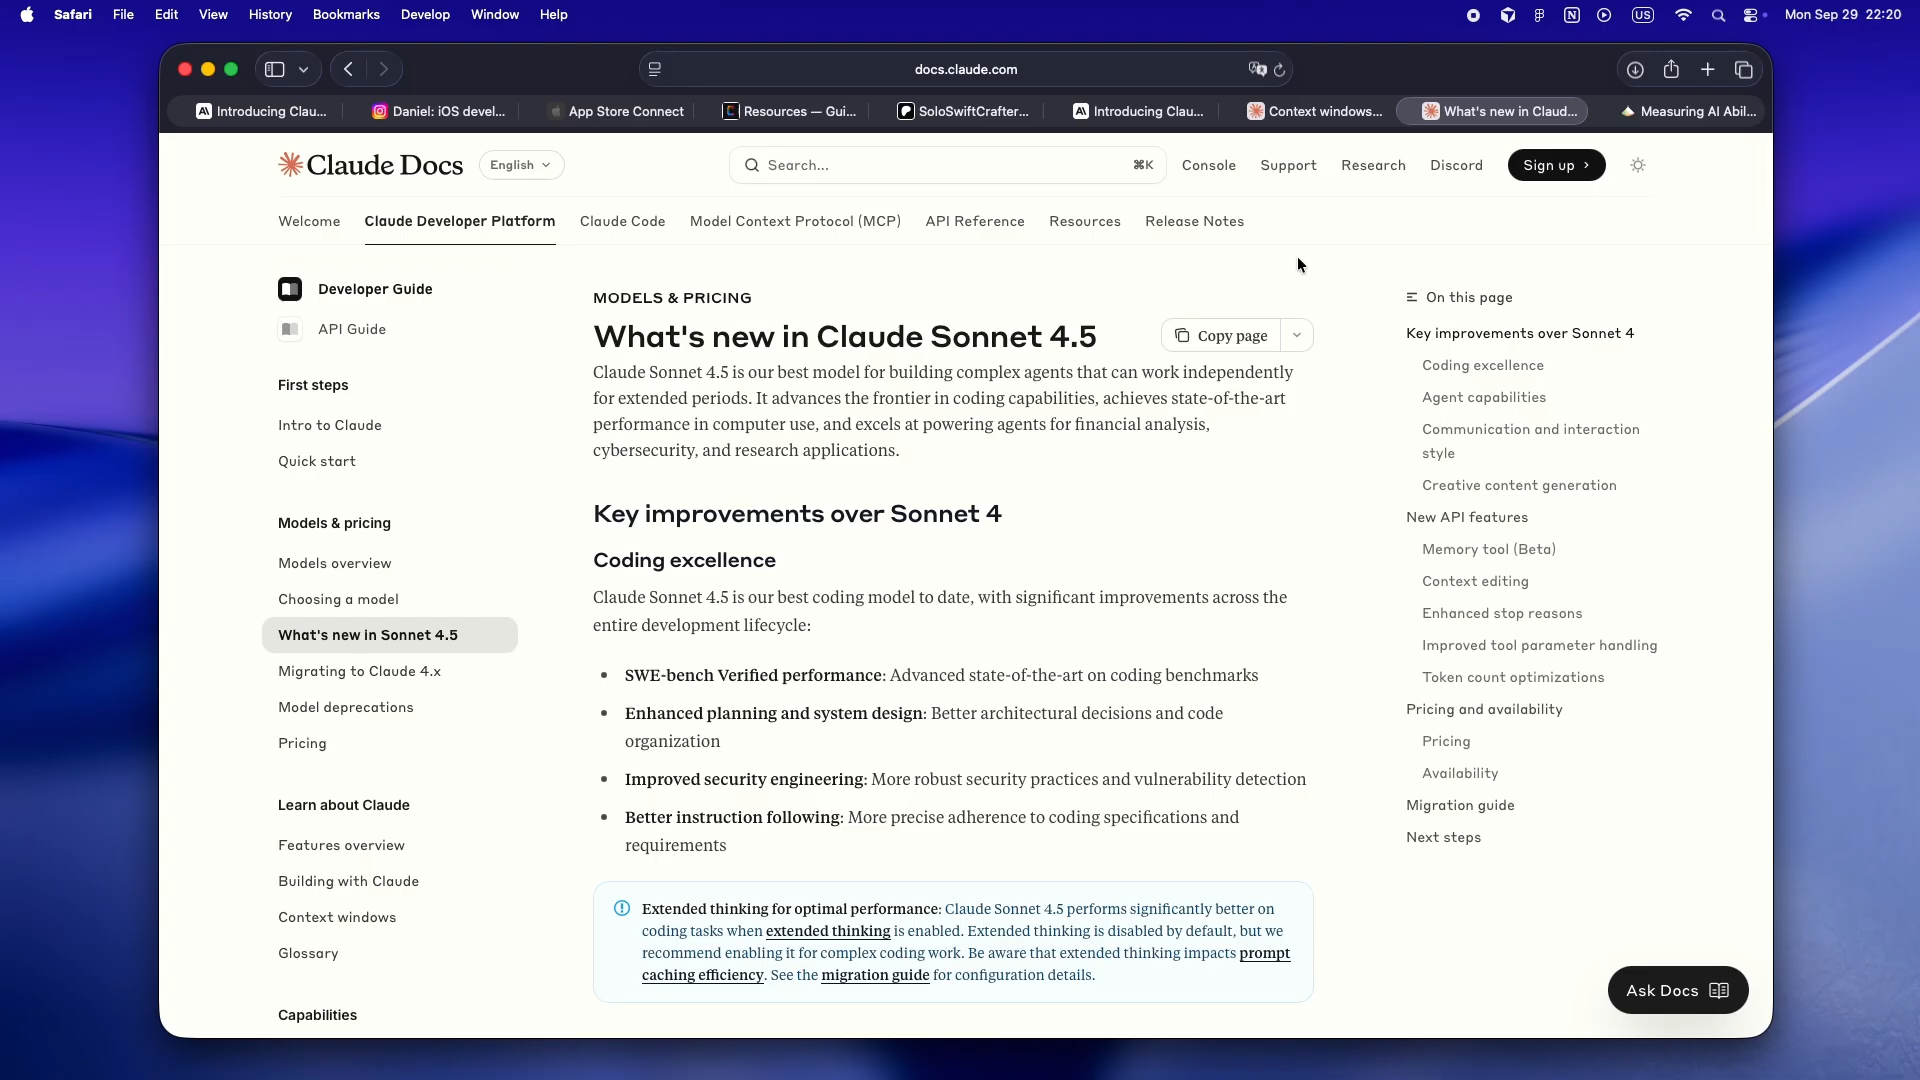 Safari File Edit View History Bookmarks Develop Window Help US Mon Sep 29 22:20
docs.claude.com
Introducing Clau... Daniel: iOS devel... App Store Connect Resources — Gui... SoloSwiftCrafter... Introducing Clau... Context windows... What's new in Claud... Measuring AI Abil...
Claude Docs English Search... ⌘K Console Support Research Discord Sign up ›
Welcome Claude Developer Platform Claude Code Model Context Protocol (MCP) API Reference Resources Release Notes
Developer Guide
API Guide
First steps
Intro to Claude
Quick start
Models & pricing
Models overview
Choosing a model
What's new in Sonnet 4.5
Migrating to Claude 4.x
Model deprecations
Pricing
Learn about Claude
Features overview
Building with Claude
Context windows
Glossary
Capabilities
MODELS & PRICING
What's new in Claude Sonnet 4.5
Copy page
Claude Sonnet 4.5 is our best model for building complex agents that can work independently
for extended periods. It advances the frontier in coding capabilities, achieves state-of-the-art
performance in computer use, and excels at powering agents for financial analysis,
cybersecurity, and research applications.
Key improvements over Sonnet 4
Coding excellence
Claude Sonnet 4.5 is our best coding model to date, with significant improvements across the
entire development lifecycle:
• SWE-bench Verified performance: Advanced state-of-the-art on coding benchmarks
• Enhanced planning and system design: Better architectural decisions and code
organization
• Improved security engineering: More robust security practices and vulnerability detection
• Better instruction following: More precise adherence to coding specifications and
requirements
Extended thinking for optimal performance: Claude Sonnet 4.5 performs significantly better on
coding tasks when extended thinking is enabled. Extended thinking is disabled by default, but we
recommend enabling it for complex coding work. Be aware that extended thinking impacts prompt
caching efficiency. See the migration guide for configuration details.
On this page
Key improvements over Sonnet 4
Coding excellence
Agent capabilities
Communication and interaction
style
Creative content generation
New API features
Memory tool (Beta)
Context editing
Enhanced stop reasons
Improved tool parameter handling
Token count optimizations
Pricing and availability
Pricing
Availability
Migration guide
Next steps
Ask Docs